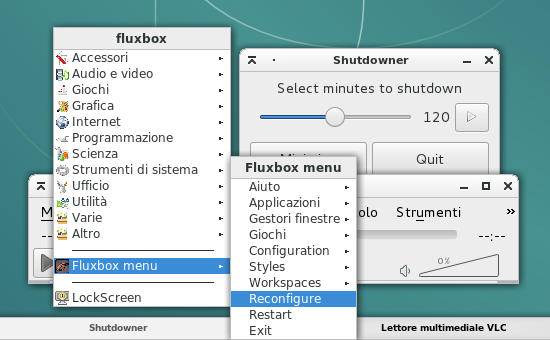 fluxbox
Accessori
Audio e video
Giochi
Grafica
Internet
Programmazione
Scienza
Strumenti di sistema
Ufficio
Utilità
Varie
Altro
Fluxbox menu
LockScreen
Shutdowner
Select minutes to shutdown
120
Quit
Fluxbox menu
Aiuto
Applicazioni
Gestori finestre
Giochi
Configuration
Styles
Workspaces
Reconfigure
Restart
Exit
Strumenti
»
--:--
0%
Shutdowner
Lettore multimediale VLC